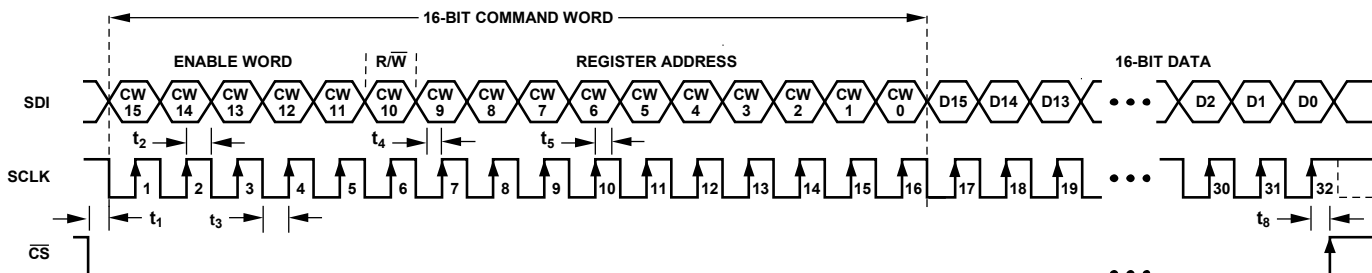 16-BIT COMMAND WORD
ENABLE WORD R/W̅ REGISTER ADDRESS 16-BIT DATA
SDI CW 15 CW 14 CW 13 CW 12 CW 11 CW 10 CW 9 CW 8 CW 7 CW 6 CW 5 CW 4 CW 3 CW 2 CW 1 CW 0 D15 D14 D13 ••• D2 D1 D0
t2 t4 t5
SCLK 1 2 3 4 5 6 7 8 9 10 11 12 13 14 15 16 17 18 19 ••• 30 31 32
t1 t3 t8
C̅S̅ •••